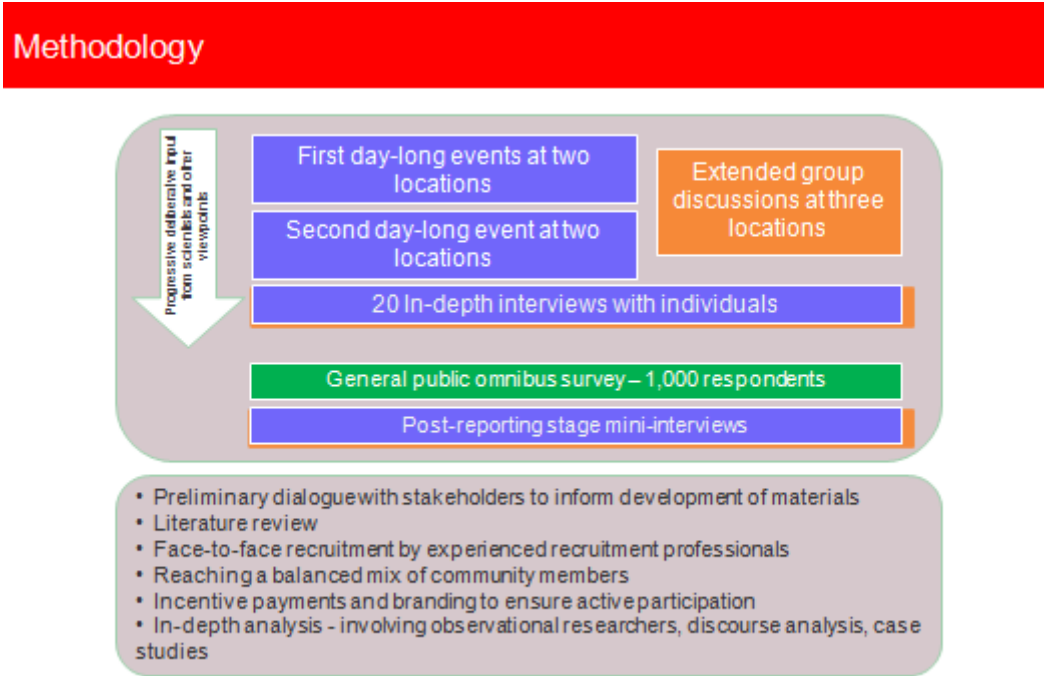 Methodology
Progressive deliberative input
from scientists and other
viewpoints
First day-long events at two
locations
Second day-long event at two
locations
Extended group
discussions at three
locations
20 In-depth interviews with individuals
General public omnibus survey – 1,000 respondents
Post-reporting stage mini-interviews
• Preliminary dialogue with stakeholders to inform development of materials
• Literature review
• Face-to-face recruitment by experienced recruitment professionals
• Reaching a balanced mix of community members
• Incentive payments and branding to ensure active participation
• In-depth analysis - involving observational researchers, discourse analysis, case
studies